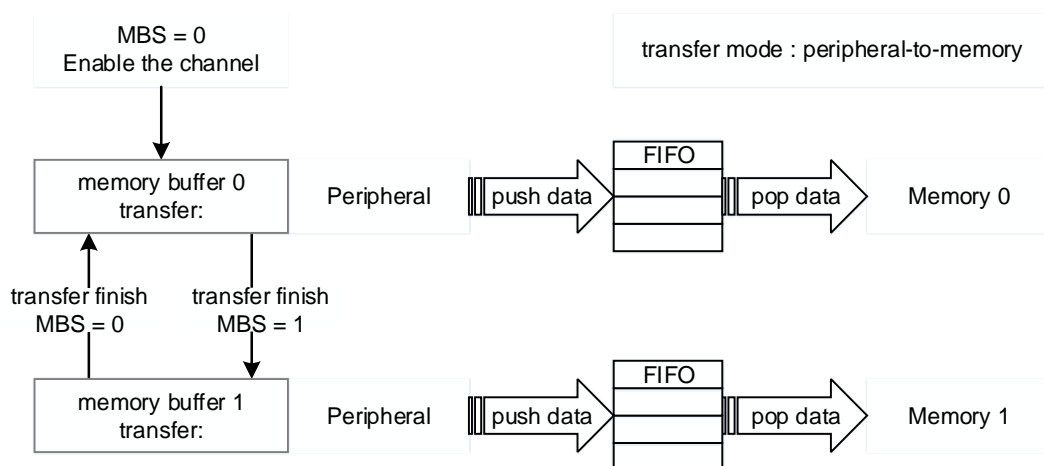 MBS = 0
Enable the channel
transfer mode : peripheral-to-memory
memory buffer 0
transfer:
Peripheral
push data
FIFO
pop data
Memory 0
transfer finish
MBS = 0
transfer finish
MBS = 1
memory buffer 1
transfer:
Peripheral
push data
FIFO
pop data
Memory 1